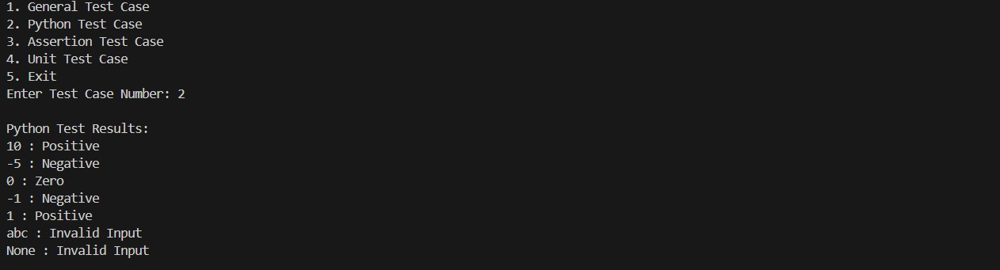 1. General Test Case
2. Python Test Case
3. Assertion Test Case
4. Unit Test Case
5. Exit
Enter Test Case Number: 2
Python Test Results:
10 : Positive
-5 : Negative
0 : Zero
-1 : Negative
1 : Positive
abc : Invalid Input
None : Invalid Input